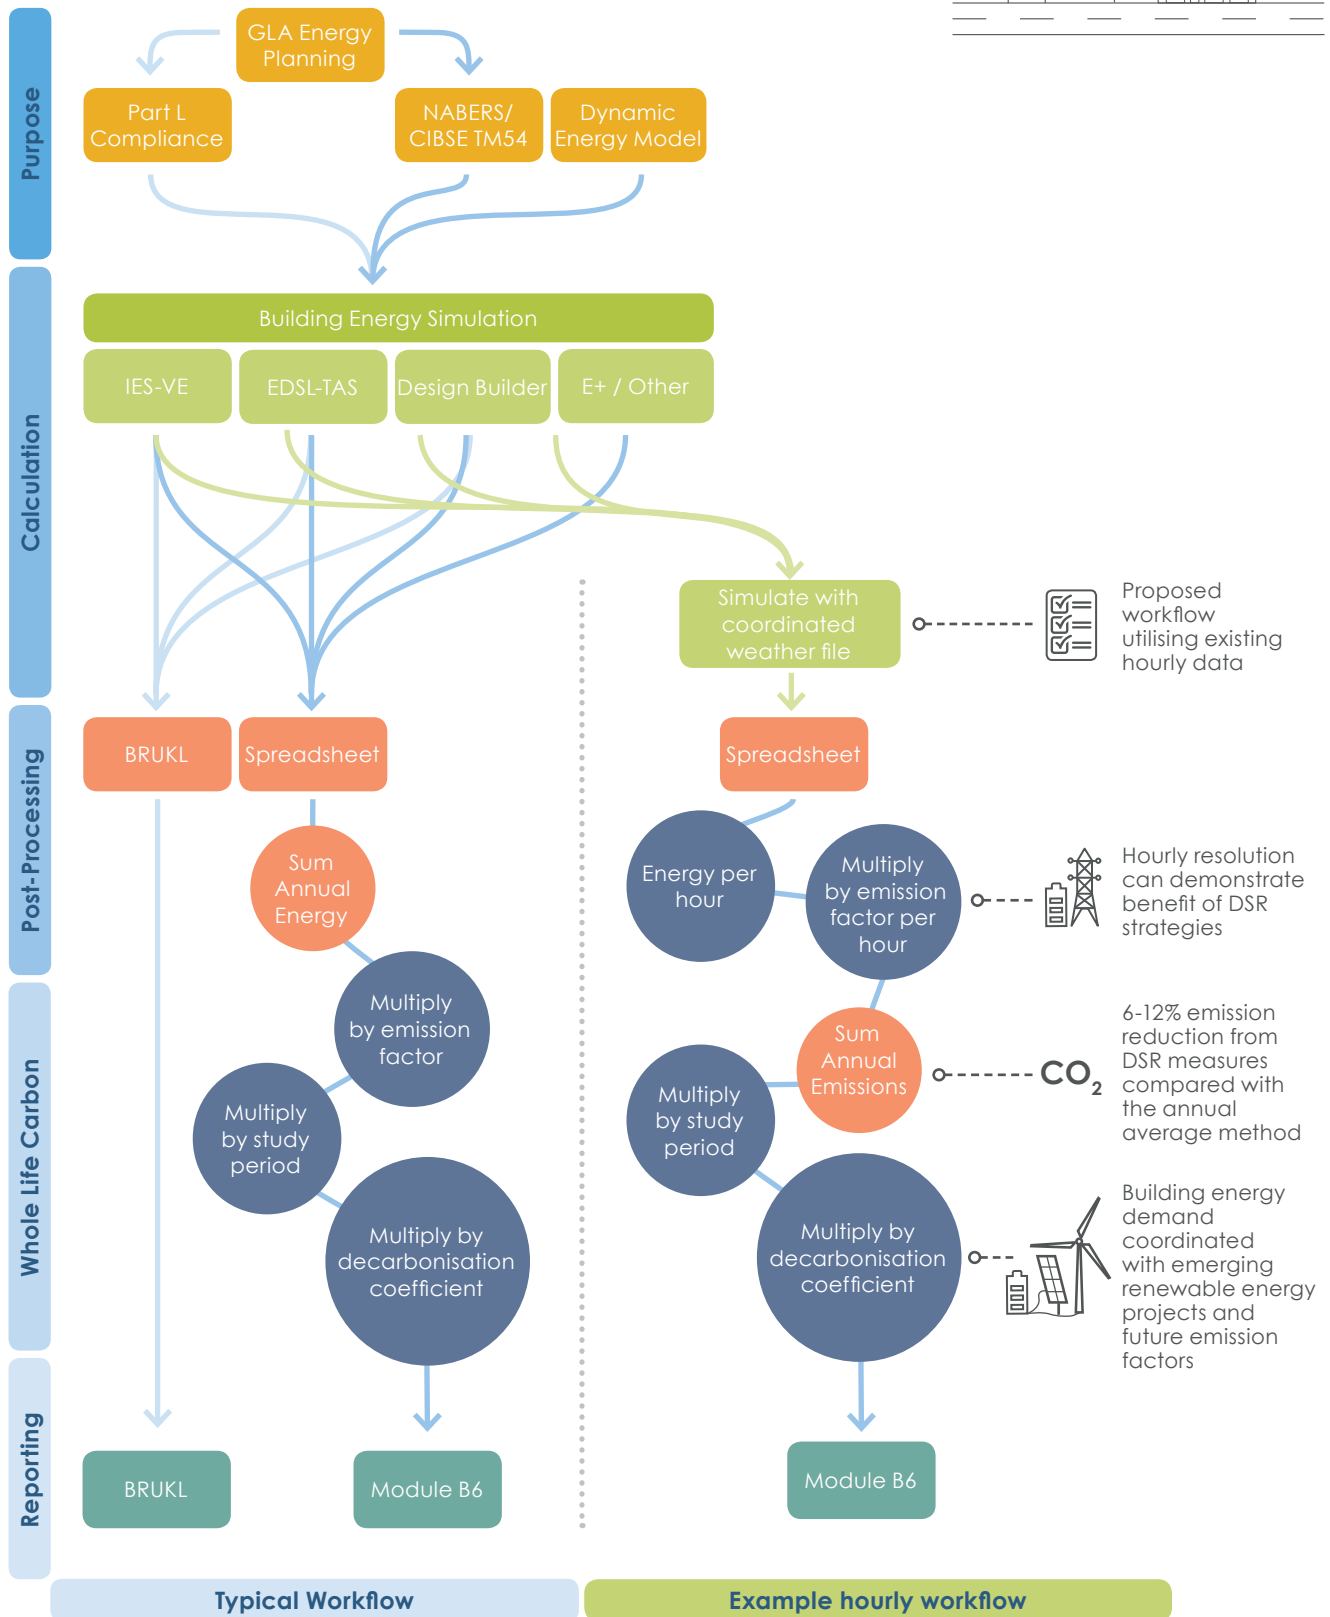 Purpose
GLA Energy
Planning
Part L
Compliance
NABERS/
CIBSE TM54
Dynamic
Energy Model
Calculation
Building Energy Simulation
IES-VE
EDSL-TAS
Design Builder
E+ / Other
Simulate with
coordinated
weather file
Proposed
workflow
utilising existing
hourly data
Post-Processing
BRUKL
Spreadsheet
Spreadsheet
Sum
Annual
Energy
Energy per
hour
Multiply
by emission
factor per
hour
Hourly resolution
can demonstrate
benefit of DSR
strategies
Whole Life Carbon
Multiply
by emission
factor
Sum
Annual
Emissions
CO₂
6-12% emission
reduction from
DSR measures
compared with
the annual
average method
Multiply
by study
period
Multiply
by study
period
Multiply by
decarbonisation
coefficient
Multiply by
decarbonisation
coefficient
Building energy
demand
coordinated
with emerging
renewable energy
projects and
future emission
factors
Reporting
BRUKL
Module B6
Module B6
Typical Workflow
Example hourly workflow